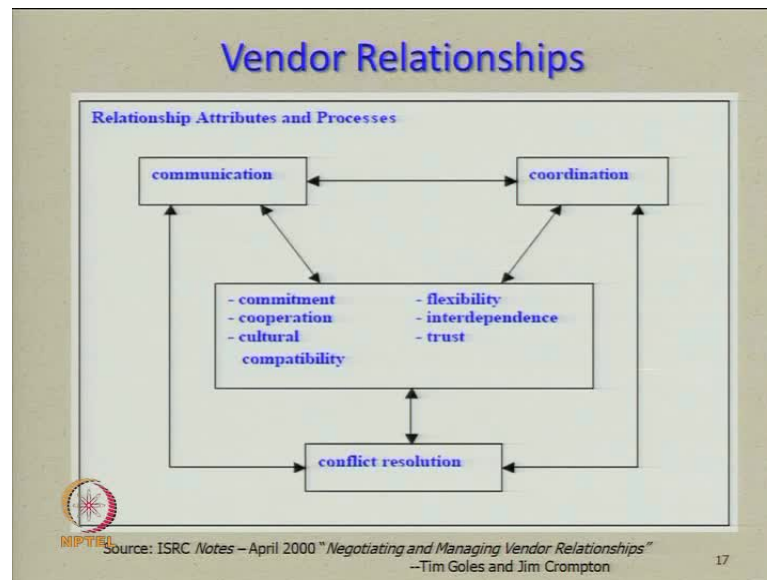 Vendor Relationships
Relationship Attributes and Processes
communication
coordination
- commitment
- cooperation
- cultural
compatibility
- flexibility
- interdependence
- trust
conflict resolution
NPTEL
Source: ISRC Notes – April 2000 "Negotiating and Managing Vendor Relationships"
--Tim Goles and Jim Crompton
17